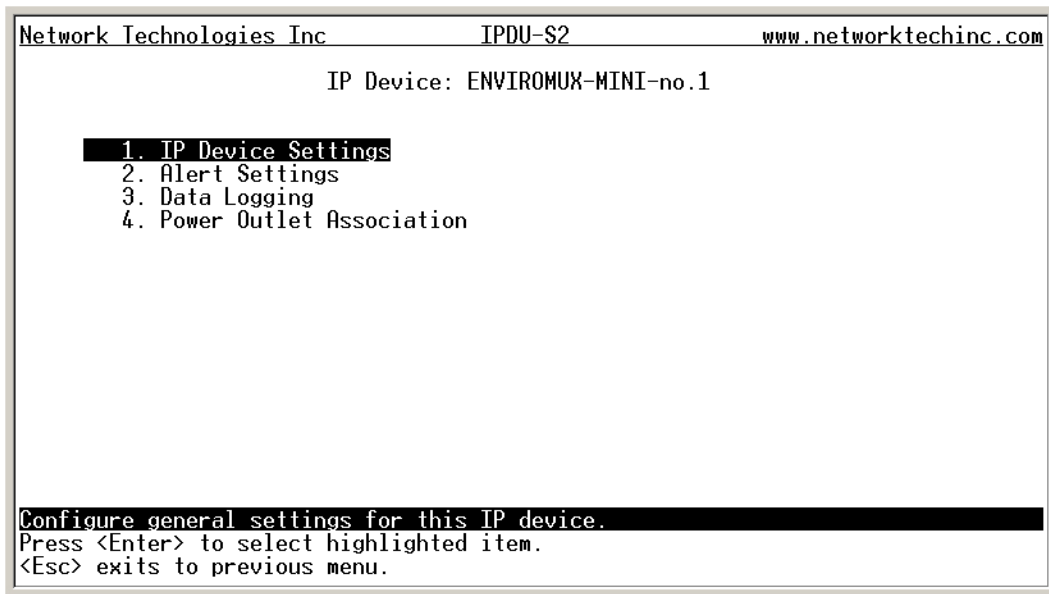 Network Technologies Inc IPDU-S2 www.networktechinc.com
IP Device: ENVIROMUX-MINI-no.1
1. IP Device Settings
2. Alert Settings
3. Data Logging
4. Power Outlet Association
Configure general settings for this IP device.
Press <Enter> to select highlighted item.
<Esc> exits to previous menu.